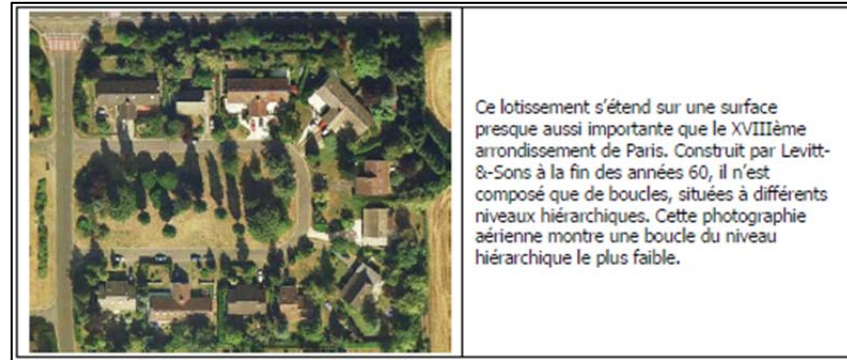 Ce lotissement s’étend sur une surface
presque aussi importante que le XVIIIème
arrondissement de Paris. Construit par Levitt-
&-Sons à la fin des années 60, il n’est
composé que de boucles, situées à différents
niveaux hiérarchiques. Cette photographie
aérienne montre une boucle du niveau
hiérarchique le plus faible.